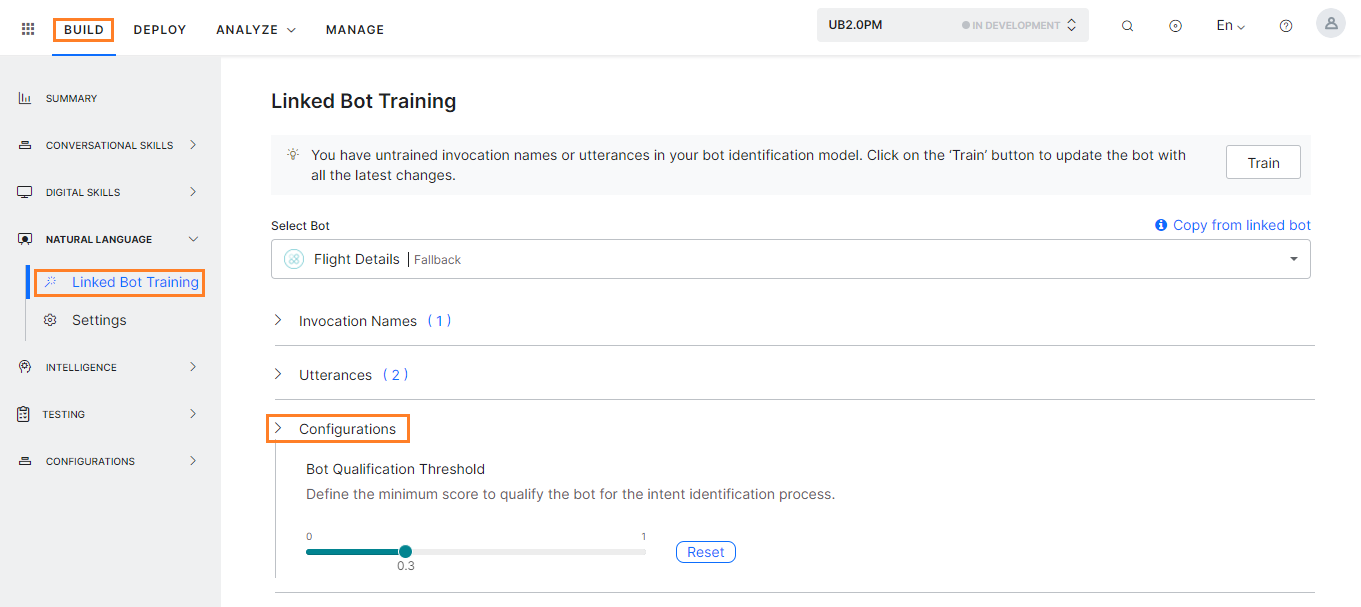 BUILD
DEPLOY
ANALYZE
MANAGE
UB2.0PM
IN DEVELOPMENT
En
SUMMARY
CONVERSATIONAL SKILLS
DIGITAL SKILLS
NATURAL LANGUAGE
Linked Bot Training
Settings
INTELLIGENCE
TESTING
CONFIGURATIONS
Linked Bot Training
You have untrained invocation names or utterances in your bot identification model. Click on the ‘Train’ button to update the bot with
all the latest changes.
Train
Select Bot
Copy from linked bot
Flight Details | Fallback
Invocation Names ( 1 )
Utterances ( 2 )
Configurations
Bot Qualification Threshold
Define the minimum score to qualify the bot for the intent identification process.
0
1
0.3
Reset